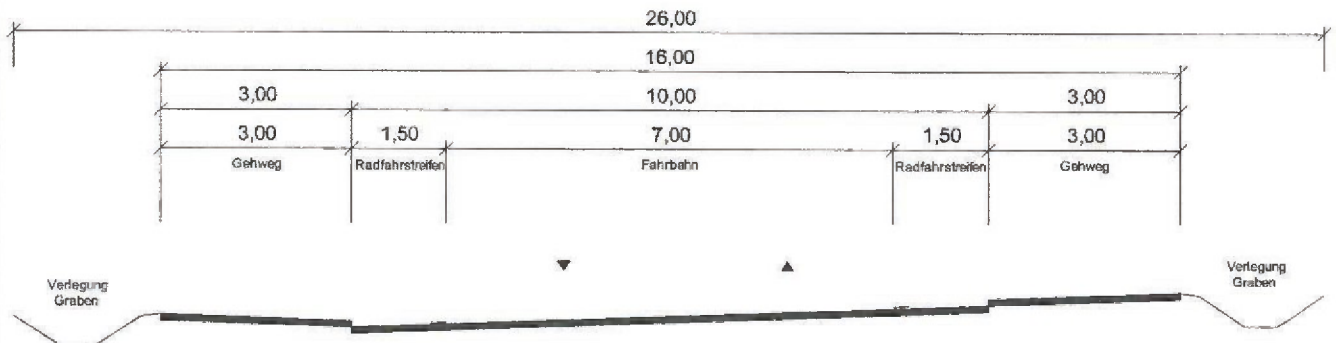 26,00
16,00
3,00 10,00 3,00
3,00 1,50 7,00 1,50 3,00
Gehweg Radfahrstreifen Fahrbahn Radfahrstreifen Gehweg
Verlegung
Graben
Verlegung
Graben